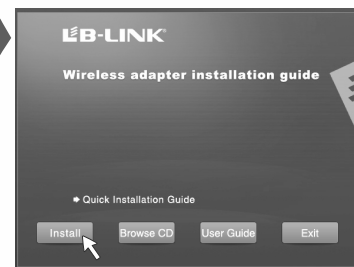 LB-LINK®
Wireless adapter installation guide
Quick Installation Guide
Install Browse CD User Guide Exit